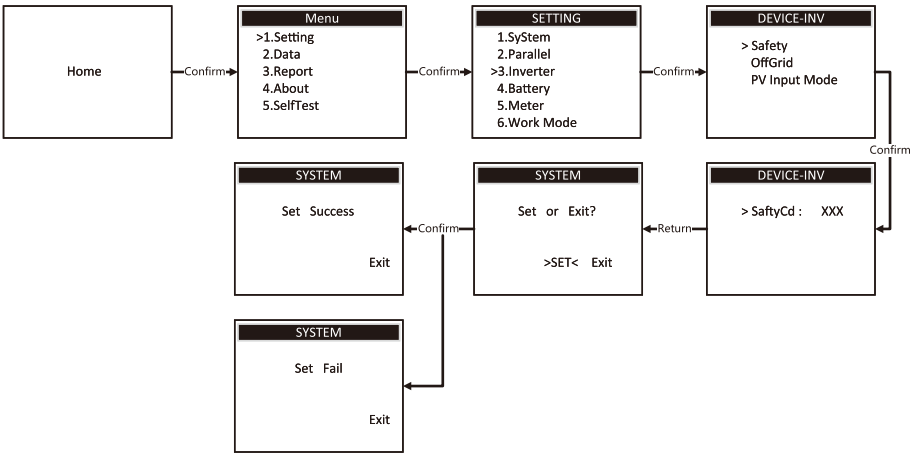 Home
Confirm
Menu
>1.Setting
2.Data
3.Report
4.About
5.SelfTest
Confirm
SETTING
1.SyStem
2.Parallel
>3.Inverter
4.Battery
5.Meter
6.Work Mode
Confirm
DEVICE-INV
> Safety
OffGrid
PV Input Mode
Confirm
DEVICE-INV
> SaftyCd : XXX
Return
SYSTEM
Set or Exit?
>SET< Exit
Confirm
SYSTEM
Set Success
Exit
SYSTEM
Set Fail
Exit